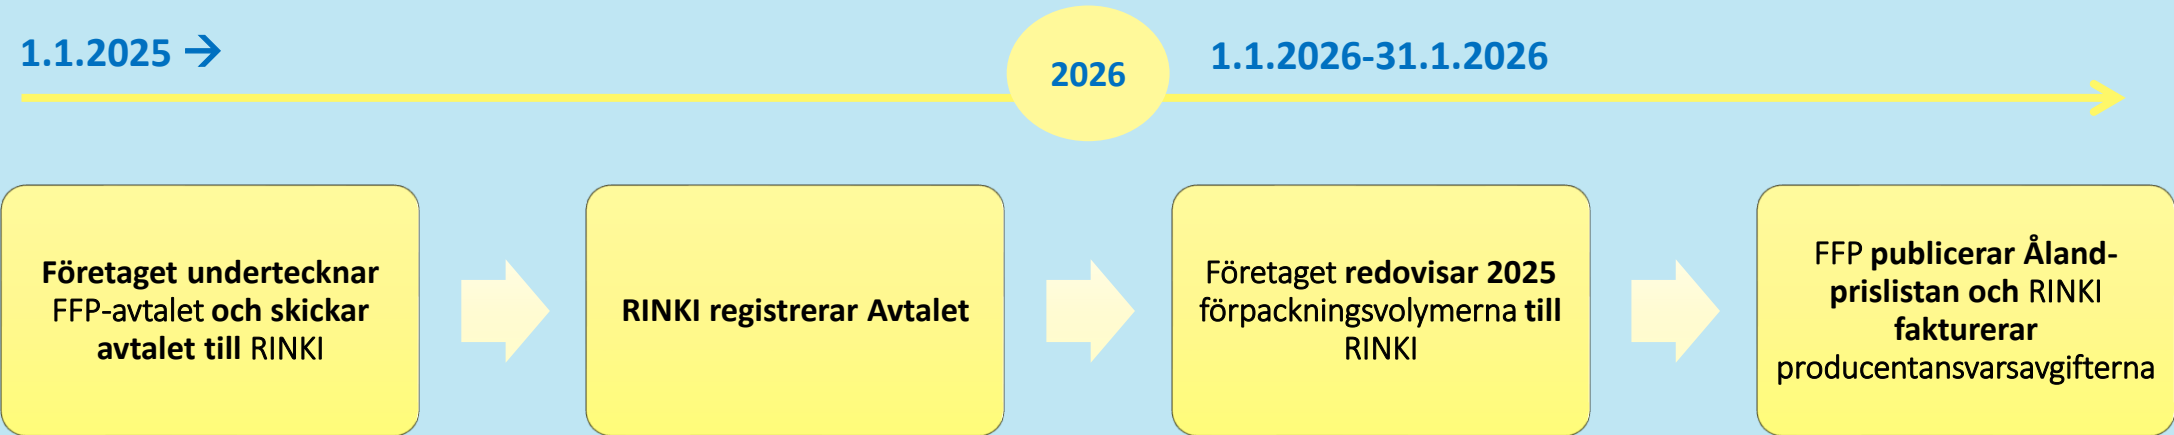 1.1.2025 →
2026
1.1.2026-31.1.2026
Företaget undertecknar
FFP-avtalet och skickar
avtalet till RINKI
RINKI registrerar Avtalet
Företaget redovisar 2025
förpackningsvolymerna till
RINKI
FFP publicerar Åland-
prislistan och RINKI
fakturerar
producentansvarsavgifterna